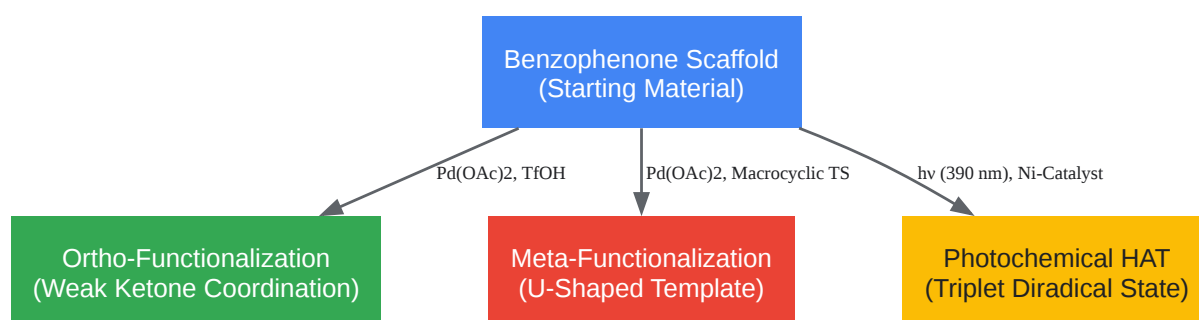 Benzophenone Scaffold
(Starting Material)
Pd(OAc)2, TfOH
Pd(OAc)2, Macrocyclic TS
hν (390 nm), Ni-Catalyst
Ortho-Functionalization
(Weak Ketone Coordination)
Meta-Functionalization
(U-Shaped Template)
Photochemical HAT
(Triplet Diradical State)